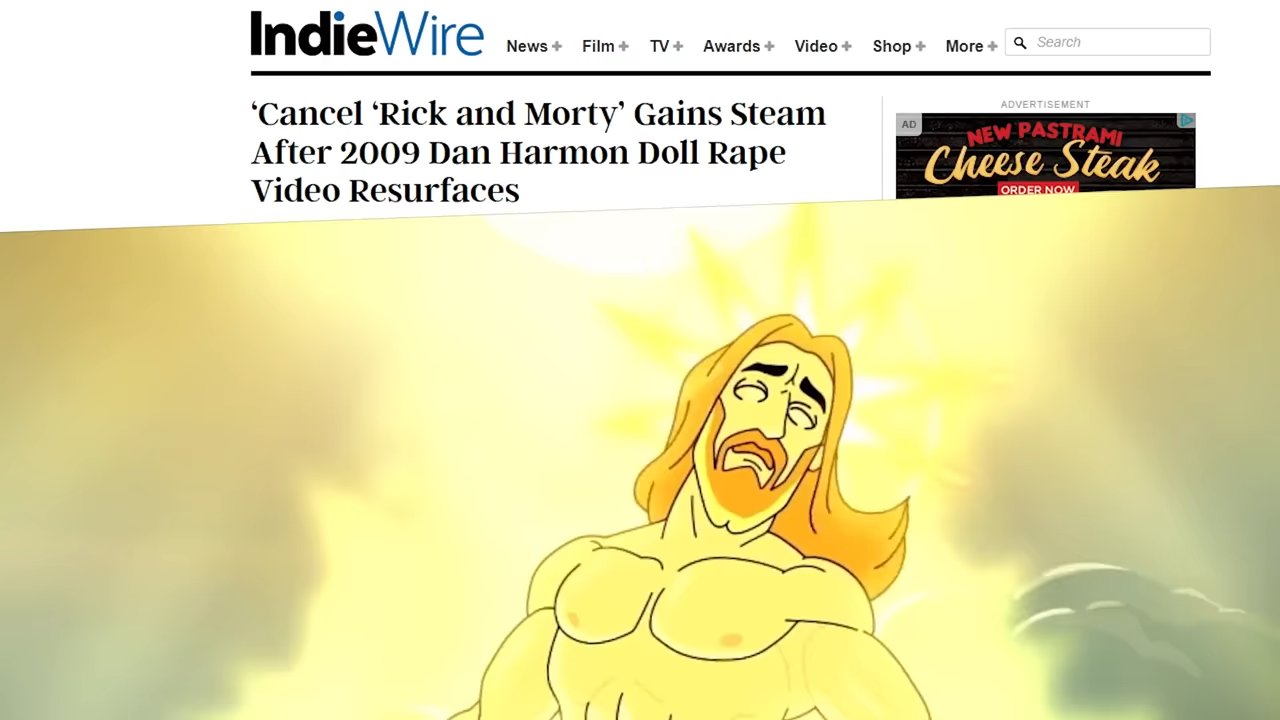 IndieWire
News + Film + TV + Awards + Video + Shop + More + Search
‘Cancel ‘Rick and Morty’ Gains Steam
After 2009 Dan Harmon Doll Rape
Video Resurfaces
ADVERTISEMENT
AD
NEW PASTRAMI
Cheese Steak
ORDER NOW